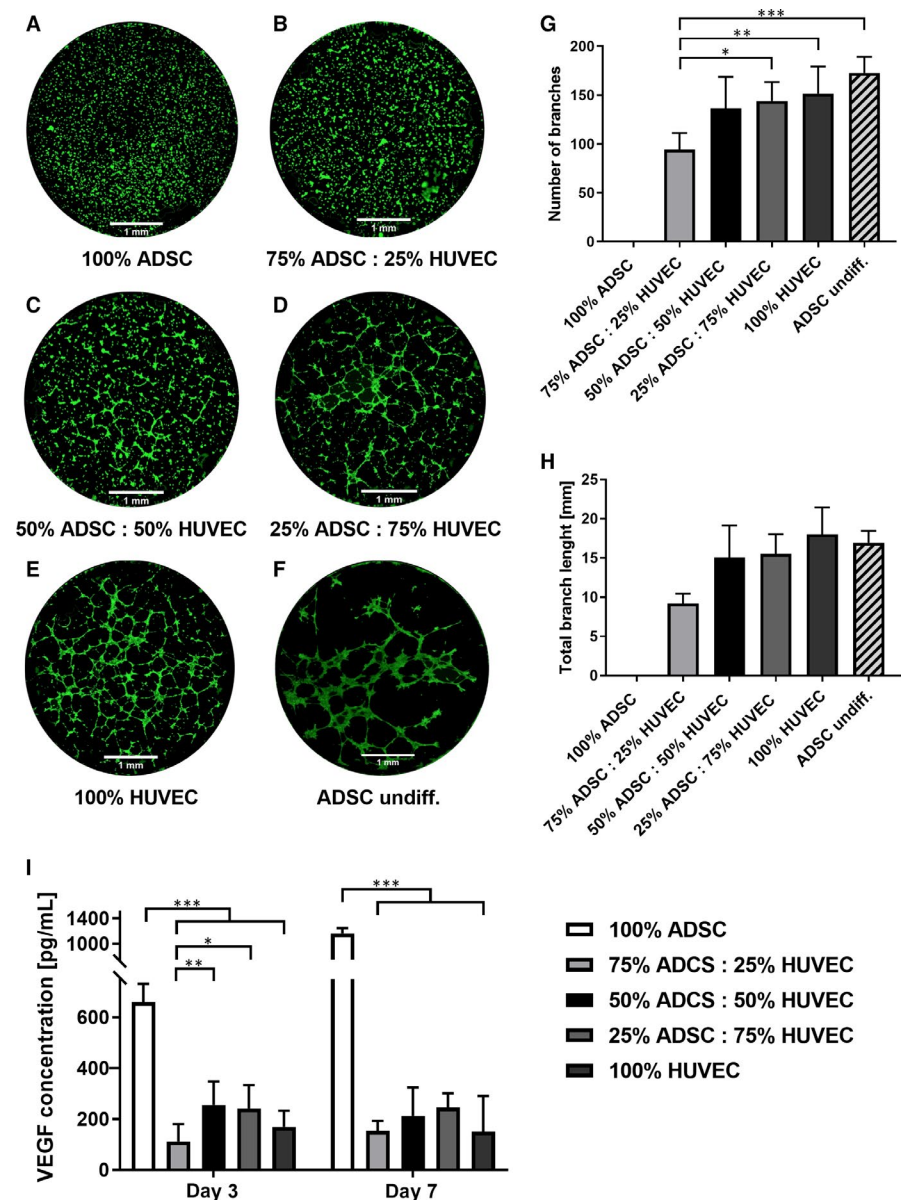 A
1 mm
100% ADSC
B
1 mm
75% ADSC : 25% HUVEC
C
1 mm
50% ADSC : 50% HUVEC
D
1 mm
25% ADSC : 75% HUVEC
E
1 mm
100% HUVEC
F
1 mm
ADSC undiff.
G
***
**
*
Number of branches
200
150
100
50
0
100% ADSC
75% ADSC : 25% HUVEC
50% ADSC : 50% HUVEC
25% ADSC : 75% HUVEC
100% HUVEC
ADSC undiff.
H
Total branch lenght [mm]
25
20
15
10
5
0
100% ADSC
75% ADSC : 25% HUVEC
50% ADSC : 50% HUVEC
25% ADSC : 75% HUVEC
100% HUVEC
ADSC undiff.
I
VEGF concentration [pg/mL]
1400
1000
600
400
200
0
***
*
**
***
Day 3
Day 7
100% ADSC
75% ADCS : 25% HUVEC
50% ADCS : 50% HUVEC
25% ADSC : 75% HUVEC
100% HUVEC